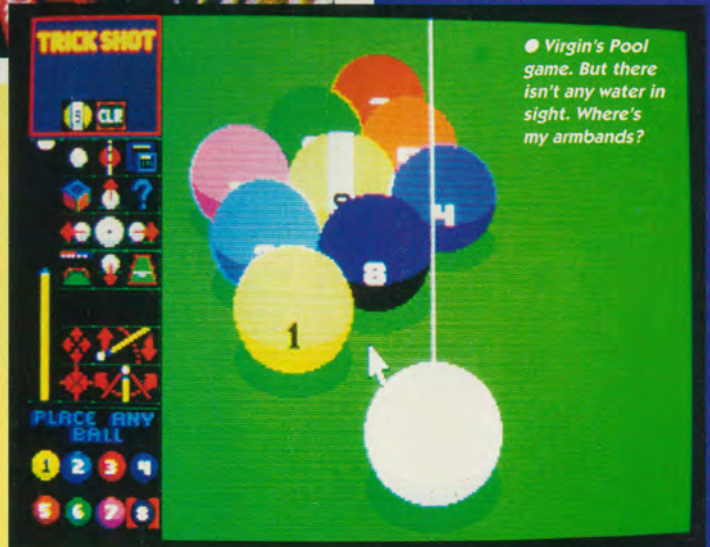 TRICK SHOT
CLR
?
PLACE ANY
BALL
1 2 3 4
5 6 7 8
4
8
1
● Virgin's Pool
game. But there
isn't any water in
sight. Where's
my armbands?